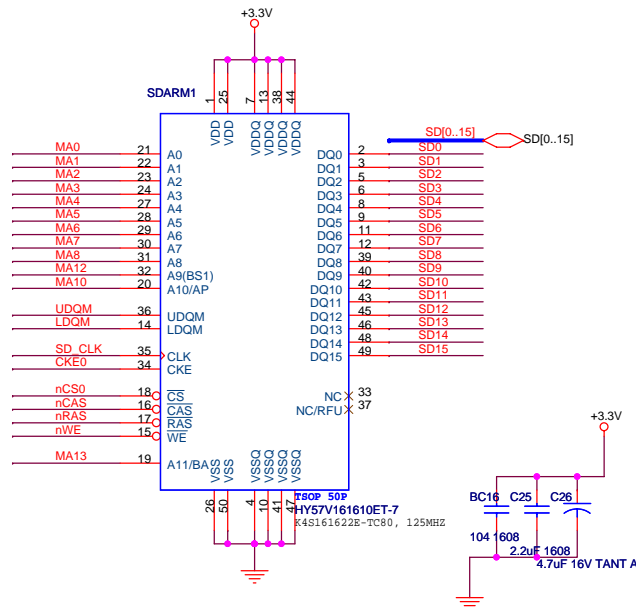 +3.3V
SDARM1
1 25 7 13 38 44
VDD VDD VDDQ VDDQ VDDQ VDDQ
SD[0..15] SD[0..15]
MA0 21 A0 DQ0 2 SD0
MA1 22 A1 DQ1 3 SD1
MA2 23 A2 DQ2 5 SD2
MA3 24 A3 DQ3 6 SD3
MA4 27 A4 DQ4 8 SD4
MA5 28 A5 DQ5 9 SD5
MA6 29 A6 DQ6 11 SD6
MA7 30 A7 DQ7 12 SD7
MA8 31 A8 DQ8 39 SD8
MA12 32 A9(BS1) DQ9 40 SD9
MA10 20 A10/AP DQ10 42 SD10
DQ11 43 SD11
UDQM 36 UDQM DQ12 45 SD12
LDQM 14 LDQM DQ13 46 SD13
DQ14 48 SD14
SD_CLK 35 CLK DQ15 49 SD15
CKE0 34 CKE
nCS0 18 CS NC 33
nCAS 16 CAS NC/RFU 37
nRAS 17 RAS
nWE 15 WE
MA13 19 A11/BA
VSS VSS VSSQ VSSQ VSSQ VSSQ
26 50 4 10 41 47
TSOP 50P
HY57V161610ET-7
K4S161622E-TC80, 125MHZ
+3.3V
BC16 C25 C26
104 1608
2.2uF 1608
4.7uF 16V TANT A